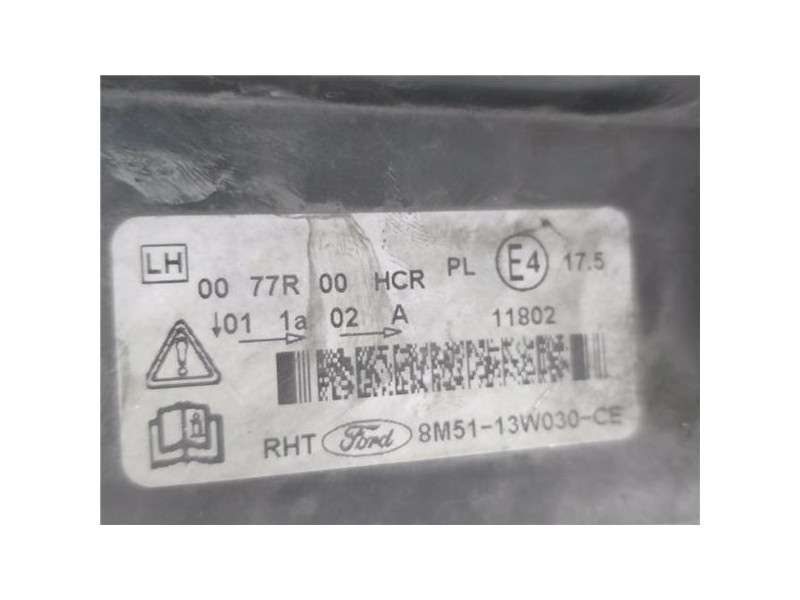 LH 00 77R 00 HCR PL E4 17.5
↓01 1a 02 A 11802
RHT Ford 8M51-13W030-CE